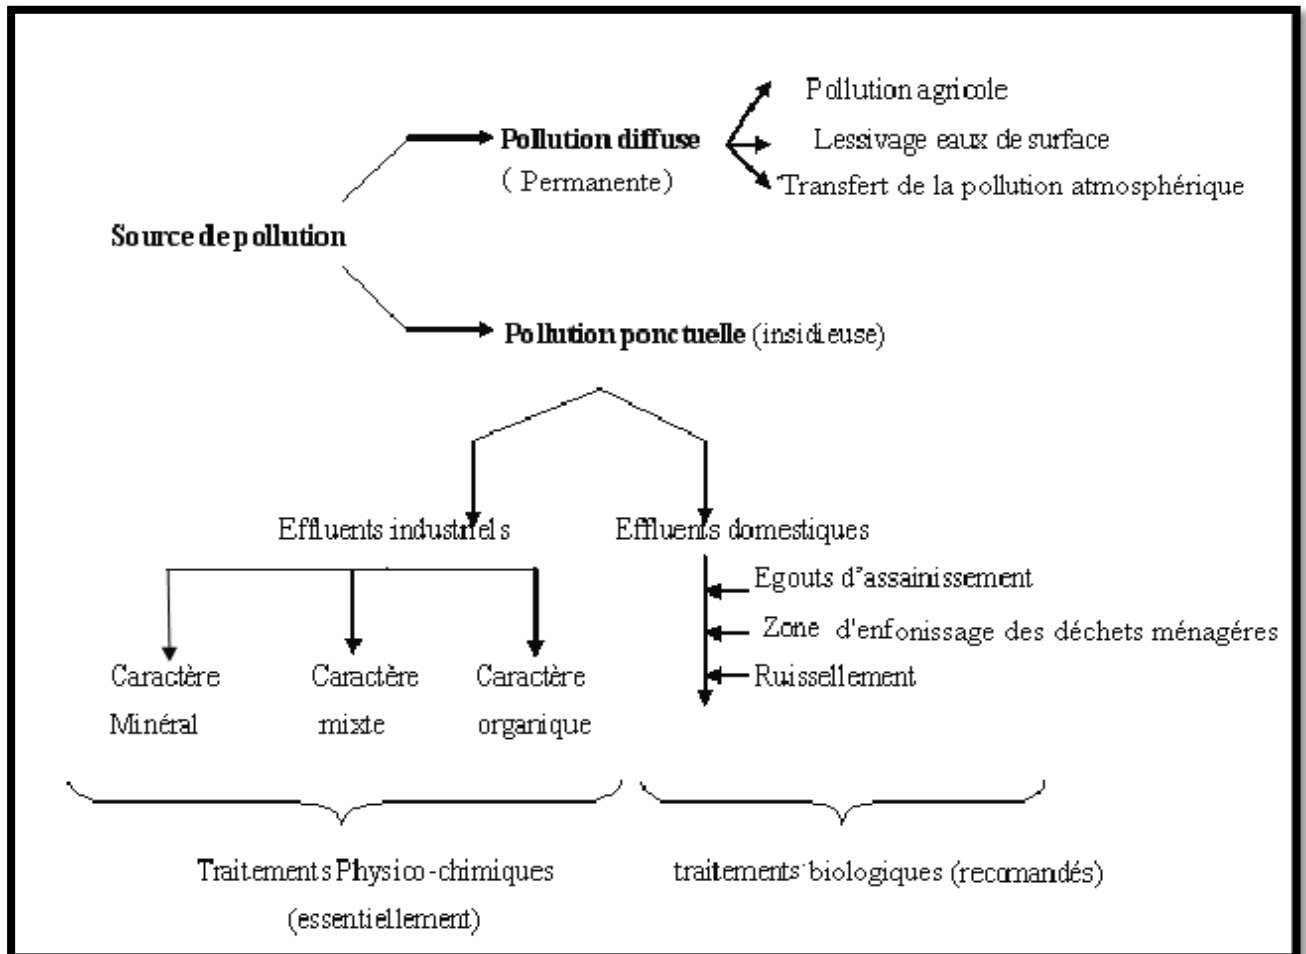 Pollution agricole
Pollution diffuse
Lessivage eaux de surface
( Permanente)
Transfert de la pollution atmosphérique
Source de pollution
Pollution ponctuelle (insidieuse)
Effluents industriels
Effluents domestiques
Egouts d'assainissement
Zone d'enfonissage des déchets ménagéres
Ruissellement
Caractère
Minéral
Caractère
mixte
Caractère
organique
Traitements Physico-chimiques
(essentiellement)
traitements biologiques (recomandés)